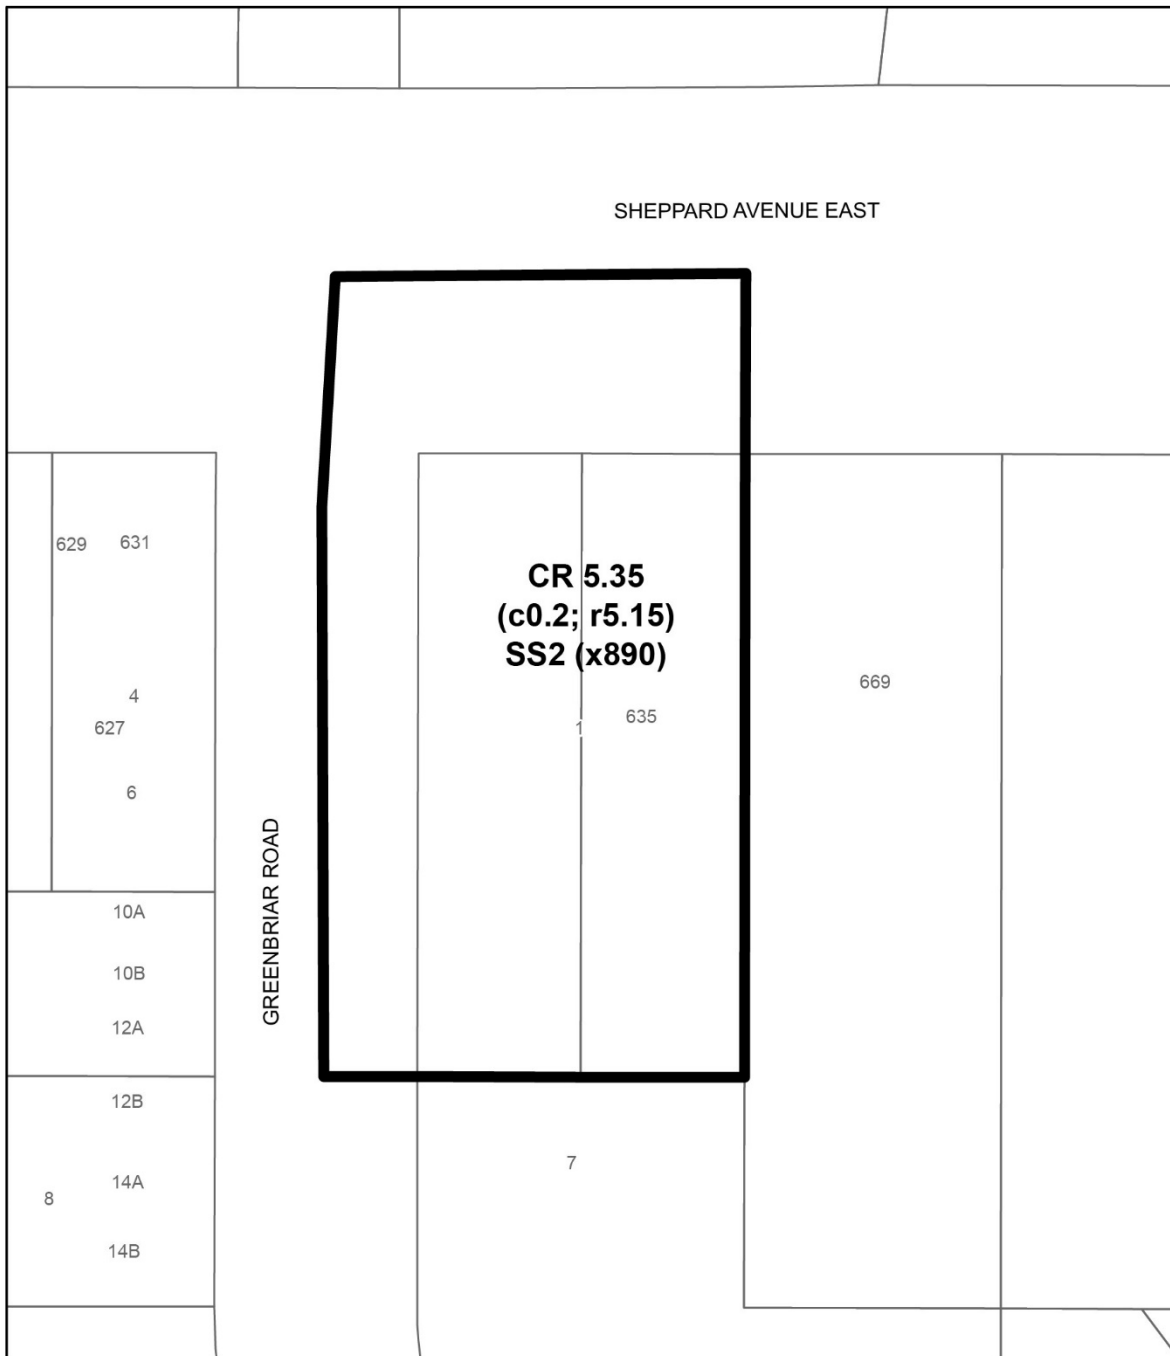 SHEPPARD AVENUE EAST
629
631
CR 5.35
(c0.2; r5.15)
SS2 (x890)
669
4
635
627
1
6
GREENBRIAR ROAD
10A
10B
12A
12B
7
14A
8
14B